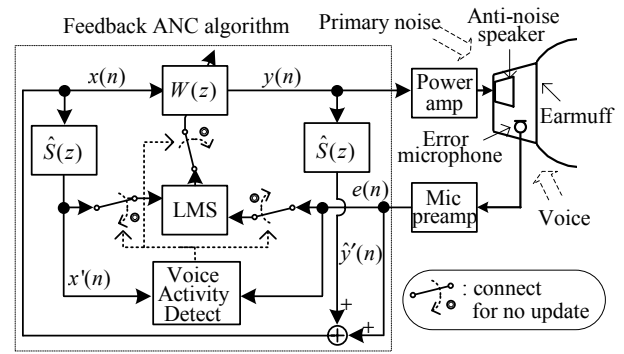 Feedback ANC algorithm
Primary noise
Anti-noise
speaker
x(n)
W(z)
y(n)
Power
amp
Earmuff
Ŝ(z)
Ŝ(z)
Error
microphone
LMS
e(n)
Mic
preamp
Voice
x'(n)
Voice
Activity
Detect
ŷ′(n)
+
+
: connect
for no update